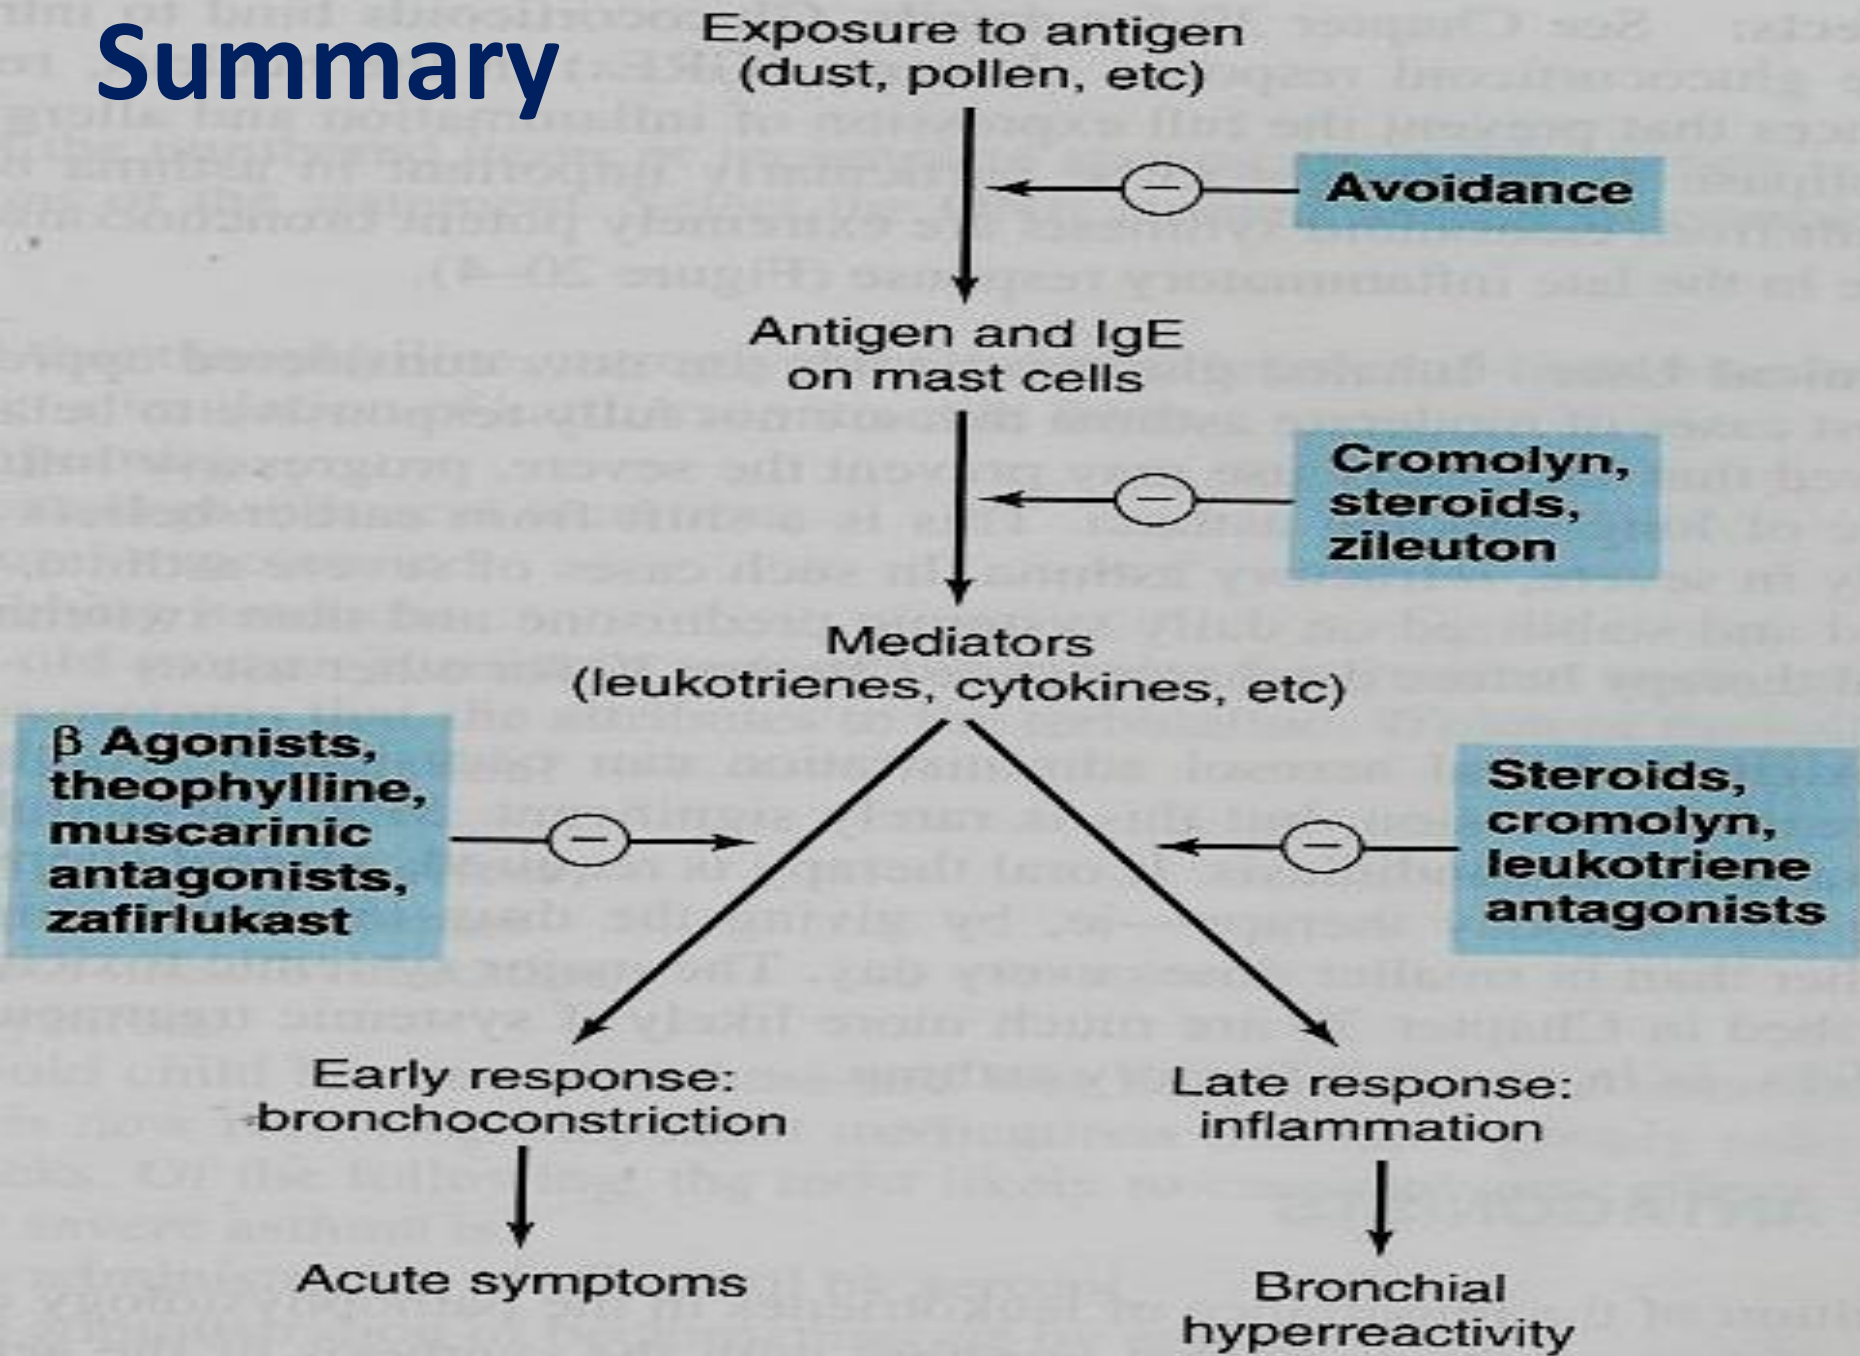 Summary
Exposure to antigen
(dust, pollen, etc)
Avoidance
Antigen and IgE
on mast cells
Cromolyn,
steroids,
zileuton
Mediators
(leukotrienes, cytokines, etc)
β Agonists,
theophylline,
muscarinic
antagonists,
zafirlukast
Steroids,
cromolyn,
leukotriene
antagonists
Early response:
bronchoconstriction
Late response:
inflammation
Acute symptoms
Bronchial
hyperreactivity